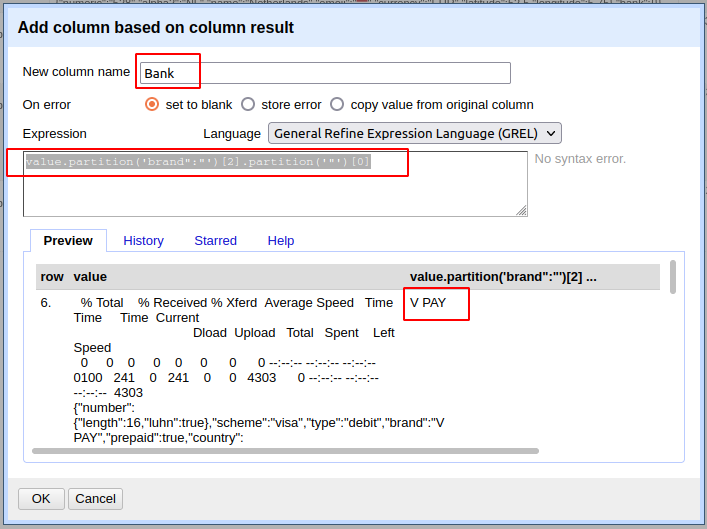 Add column based on column result
New column name Bank
On error set to blank store error copy value from original column
Expression Language General Refine Expression Language (GREL)
value.partition('brand":"')[2].partition('"')[0] No syntax error.
Preview History Starred Help
row value value.partition('brand":"')[2] ...
6. % Total % Received % Xferd Average Speed Time V PAY
Time Time Current
Dload Upload Total Spent Left
Speed
0 0 0 0 0 0 0 0 --:--:-- --:--:-- --:--:--
0100 241 0 241 0 0 4303 0 --:--:-- --:--:--
--:--:-- 4303
{"number":
{"length":16,"luhn":true},"scheme":"visa","type":"debit","brand":"V
PAY","prepaid":true,"country":
OK Cancel